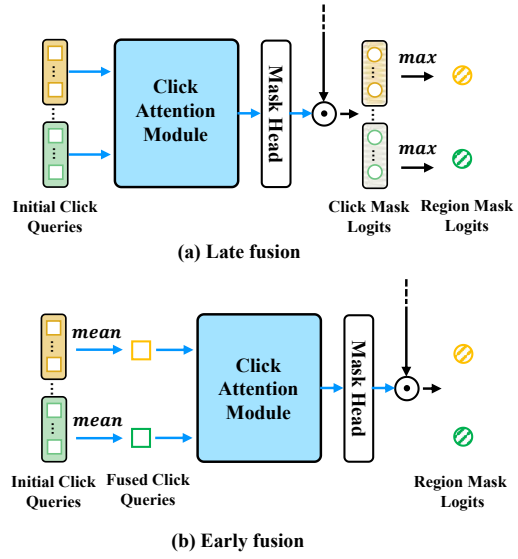 max
Click
Attention
Module
Mask Head
max
Initial Click
Queries
Click Mask
Logits
Region Mask
Logits
(a) Late fusion
mean
Click
Attention
Module
Mask Head
mean
Initial Click
Queries
Fused Click
Queries
Region Mask
Logits
(b) Early fusion